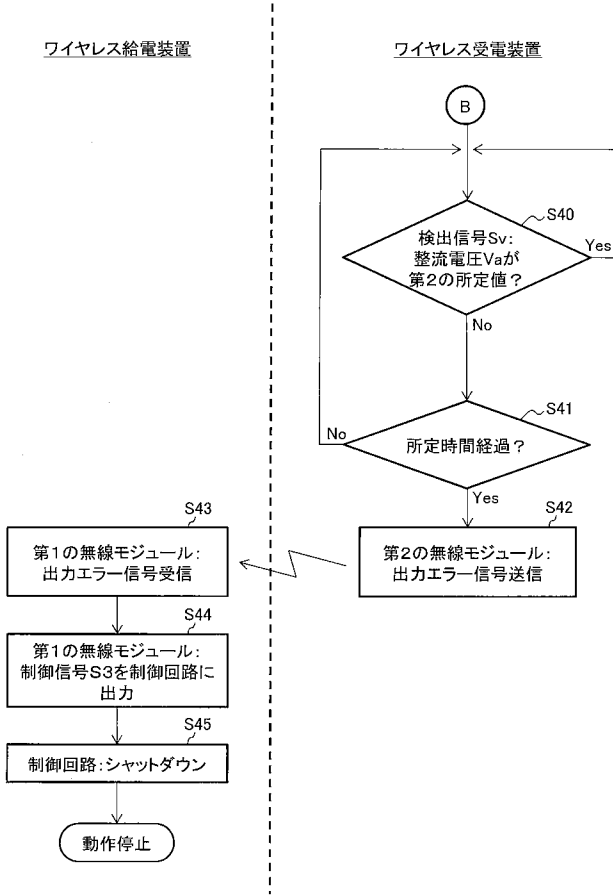 ワイヤレス給電装置
ワイヤレス受電装置
B
S40
検出信号Sv:
整流電圧Vaが
第2の所定値?
Yes
No
S41
所定時間経過?
No
Yes
S42
第2の無線モジュール:
出力エラー信号送信
S43
第1の無線モジュール:
出力エラー信号受信
S44
第1の無線モジュール:
制御信号S3を制御回路に
出力
S45
制御回路:シャットダウン
動作停止